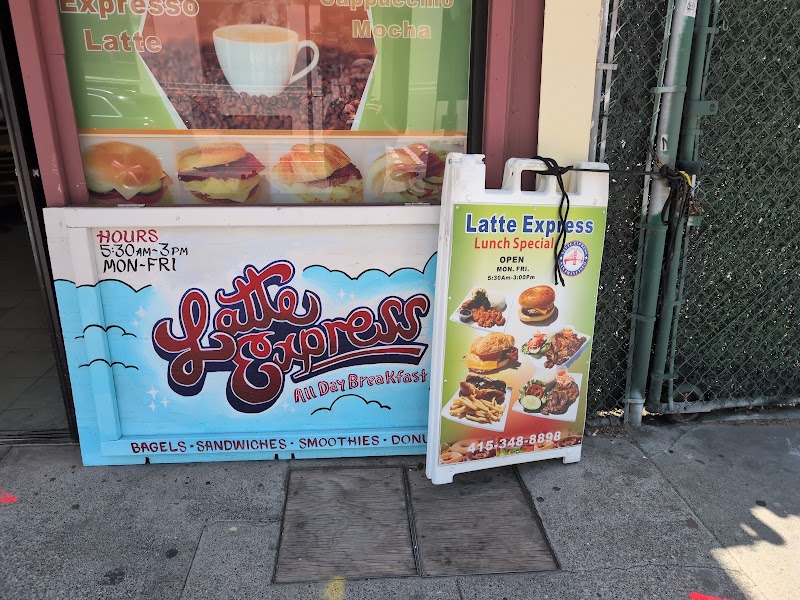 Expresso
Latte
Cappuccino
Mocha
HOURS
5:30AM-3PM
MON-FRI
Latte
Express
All Day Breakfast
BAGELS · SANDWICHES · SMOOTHIES · DONU
Latte Express
Lunch Special
OPEN
MON. FRI.
5:30Am-3:00Pm
415-348-8898